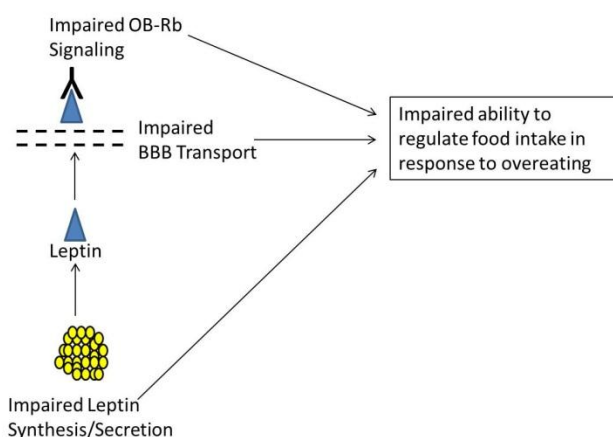 Impaired OB-Rb
Signaling
Impaired
BBB Transport
Impaired ability to
regulate food intake in
response to overeating
Leptin
Impaired Leptin
Synthesis/Secretion